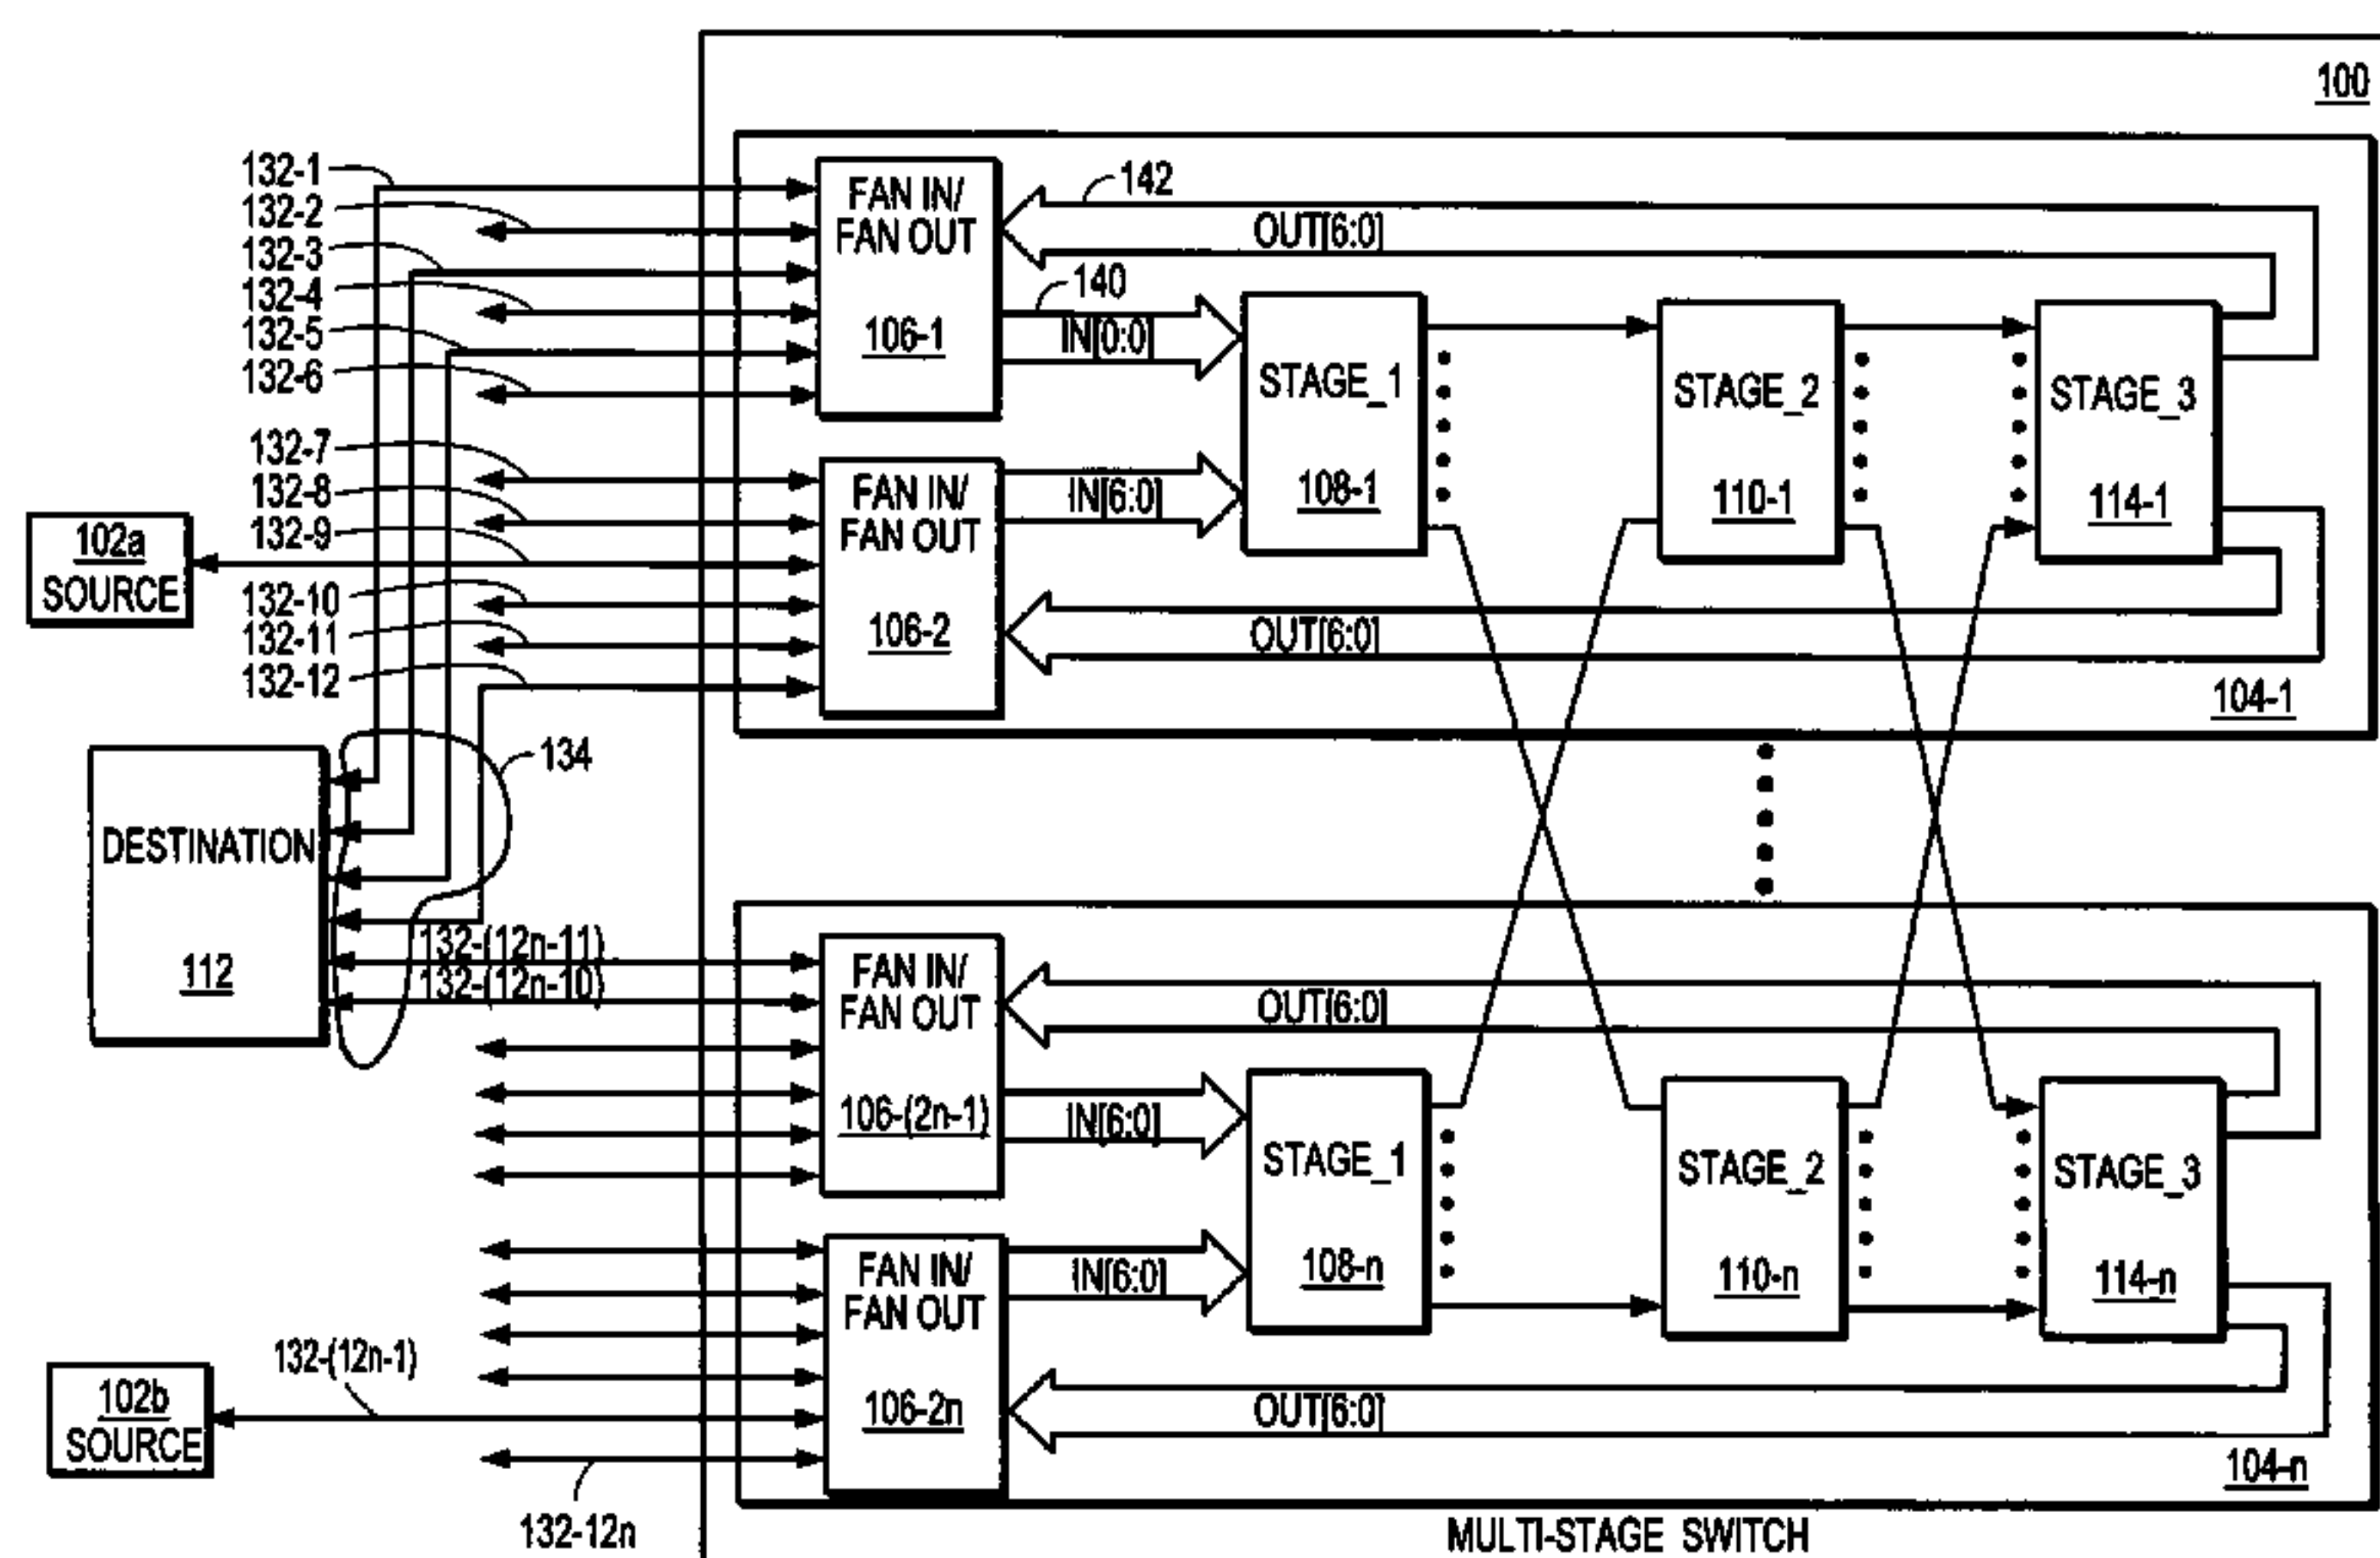 100
132-1
132-2
132-3
132-4
132-5
132-6
132-7
132-8
132-9
132-10
132-11
132-12
FAN IN/
FAN OUT
106-1
142
OUT[6:0]
140
IN[0:0]
STAGE_1
108-1
STAGE_2
110-1
STAGE_3
114-1
FAN IN/
FAN OUT
106-2
IN[6:0]
OUT[6:0]
104-1
102a
SOURCE
134
DESTINATION
112
132-(12n-11)
132-(12n-10)
FAN IN/
FAN OUT
106-(2n-1)
OUT[6:0]
IN[6:0]
STAGE_1
108-n
STAGE_2
110-n
STAGE_3
114-n
FAN IN/
FAN OUT
106-2n
IN[6:0]
OUT[6:0]
104-n
132-(12n-1)
102b
SOURCE
132-12n
MULTI-STAGE SWITCH